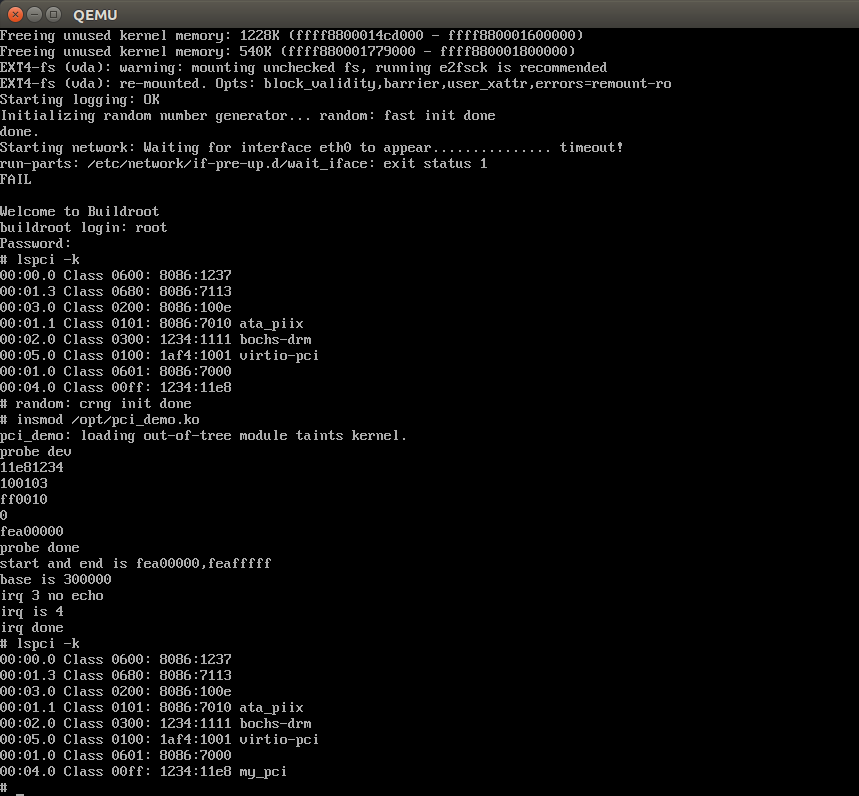 QEMU
Freeing unused kernel memory: 1228K (ffff8800014cd000 - ffff880001600000)
Freeing unused kernel memory: 540K (ffff880001779000 - ffff880001800000)
EXT4-fs (vda): warning: mounting unchecked fs, running e2fsck is recommended
EXT4-fs (vda): re-mounted. Opts: block_validity,barrier,user_xattr,errors=remount-ro
Starting logging: OK
Initializing random number generator... random: fast init done
done.
Starting network: Waiting for interface eth0 to appear............... timeout!
run-parts: /etc/network/if-pre-up.d/wait_iface: exit status 1
FAIL
Welcome to Buildroot
buildroot login: root
Password:
# lspci -k
00:00.0 Class 0600: 8086:1237
00:01.3 Class 0680: 8086:7113
00:03.0 Class 0200: 8086:100e
00:01.1 Class 0101: 8086:7010 ata_piix
00:02.0 Class 0300: 1234:1111 bochs-drm
00:05.0 Class 0100: 1af4:1001 virtio-pci
00:01.0 Class 0601: 8086:7000
00:04.0 Class 00ff: 1234:11e8
# random: crng init done
# insmod /opt/pci_demo.ko
pci_demo: loading out-of-tree module taints kernel.
probe dev
11e81234
100103
ff0010
0
fea00000
probe done
start and end is fea00000,feafffff
base is 300000
irq 3 no echo
irq is 4
irq done
# lspci -k
00:00.0 Class 0600: 8086:1237
00:01.3 Class 0680: 8086:7113
00:03.0 Class 0200: 8086:100e
00:01.1 Class 0101: 8086:7010 ata_piix
00:02.0 Class 0300: 1234:1111 bochs-drm
00:05.0 Class 0100: 1af4:1001 virtio-pci
00:01.0 Class 0601: 8086:7000
00:04.0 Class 00ff: 1234:11e8 my_pci
#